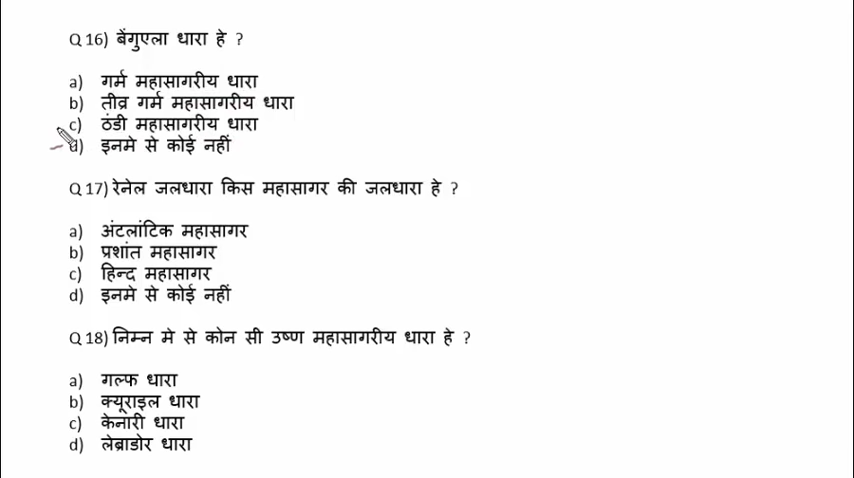 Q 16) बेंगुएला धारा हे ?
a) गर्म महासागरीय धारा
b) तीव्र गर्म महासागरीय धारा
c) ठंडी महासागरीय धारा
d) इनमे से कोई नहीं
Q 17) रेनेल जलधारा किस महासागर की जलधारा हे ?
a) अंटलांटिक महासागर
b) प्रशांत महासागर
c) हिन्द महासागर
d) इनमे से कोई नहीं
Q 18) निम्न मे से कोन सी उष्ण महासागरीय धारा हे ?
a) गल्फ धारा
b) क्यूराइल धारा
c) केनारी धारा
d) लेब्राडोर धारा